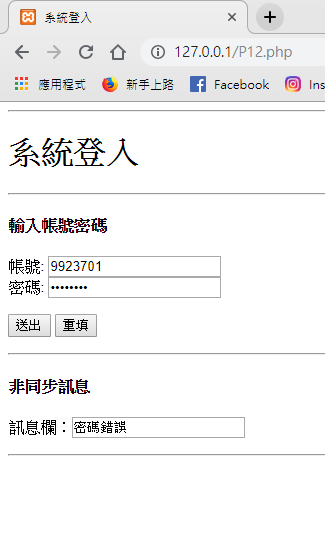 系統登入
127.0.0.1/P12.php
應用程式 新手上路 Facebook Ins
系統登入
輸入帳號密碼
帳號: 9923701
密碼: ••••••••
送出 重填
非同步訊息
訊息欄：密碼錯誤